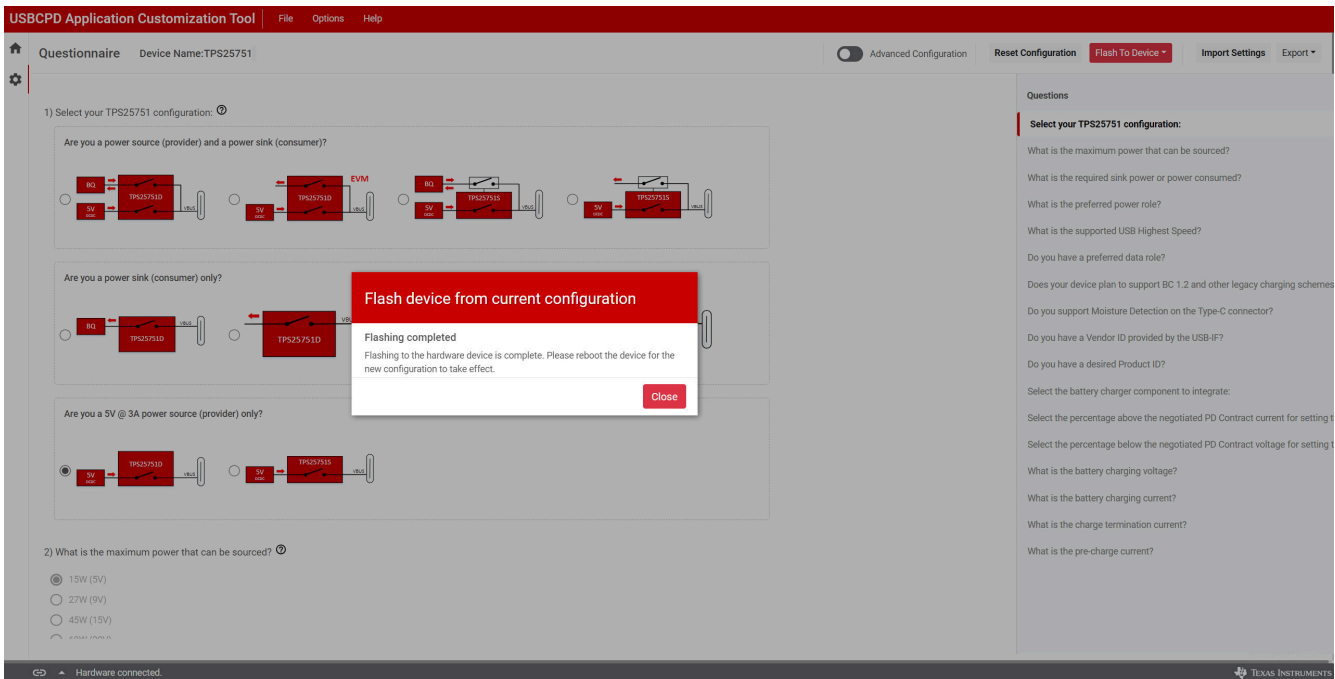 USBCPD Application Customization Tool File Options Help
Questionnaire Device Name:TPS25751 Advanced Configuration Reset Configuration Flash To Device Import Settings Export
1) Select your TPS25751 configuration:
Are you a power source (provider) and a power sink (consumer)?
BQ 5V DCDC TPS25751D VBUS
EVM 5V DCDC TPS25751D VBUS
BQ 5V DCDC TPS25751S VBUS
5V DCDC TPS25751S VBUS
Are you a power sink (consumer) only?
BQ TPS25751D VBUS
TPS25751D
Are you a 5V @ 3A power source (provider) only?
5V DCDC TPS25751D VBUS
5V DCDC TPS25751S VBUS
2) What is the maximum power that can be sourced?
15W (5V)
27W (9V)
45W (15V)
Flash device from current configuration
Flashing completed
Flashing to the hardware device is complete. Please reboot the device for the
new configuration to take effect.
Close
Questions
Select your TPS25751 configuration:
What is the maximum power that can be sourced?
What is the required sink power or power consumed?
What is the preferred power role?
What is the supported USB Highest Speed?
Do you have a preferred data role?
Does your device plan to support BC 1.2 and other legacy charging schemes
Do you support Moisture Detection on the Type-C connector?
Do you have a Vendor ID provided by the USB-IF?
Do you have a desired Product ID?
Select the battery charger component to integrate:
Select the percentage above the negotiated PD Contract current for setting t
Select the percentage below the negotiated PD Contract voltage for setting t
What is the battery charging voltage?
What is the battery charging current?
What is the charge termination current?
What is the pre-charge current?
Hardware connected.
TEXAS INSTRUMENTS